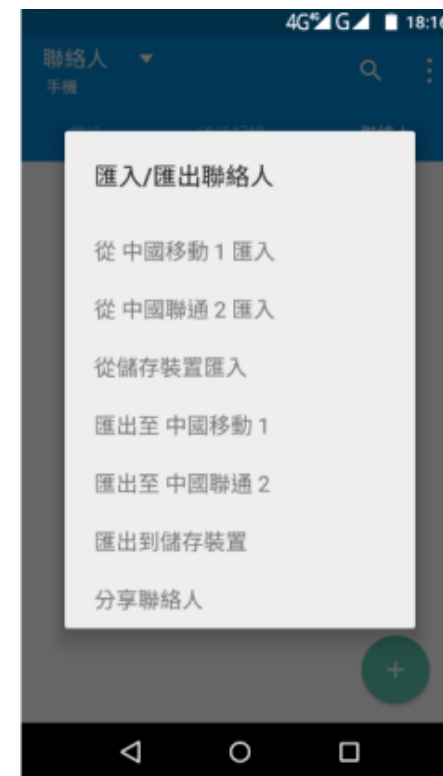 4G 4G G 18:16
聯絡人
手機
匯入/匯出聯絡人
從 中國移動 1 匯入
從 中國聯通 2 匯入
從儲存裝置匯入
匯出至 中國移動 1
匯出至 中國聯通 2
匯出到儲存裝置
分享聯絡人